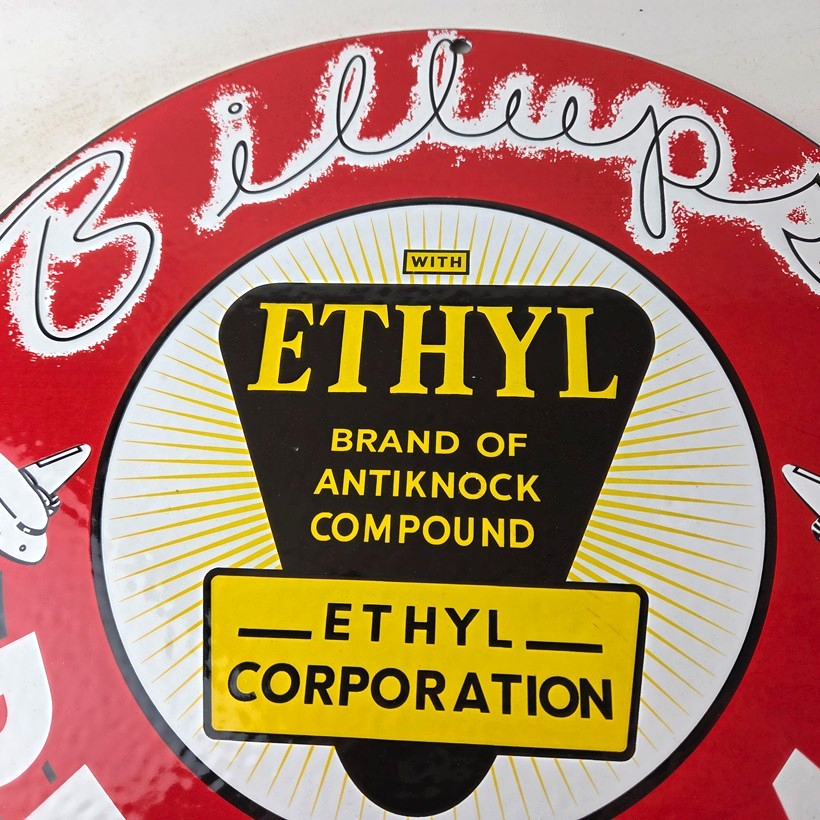 Billups
WITH
ETHYL
BRAND OF
ANTIKNOCK
COMPOUND
ETHYL
CORPORATION